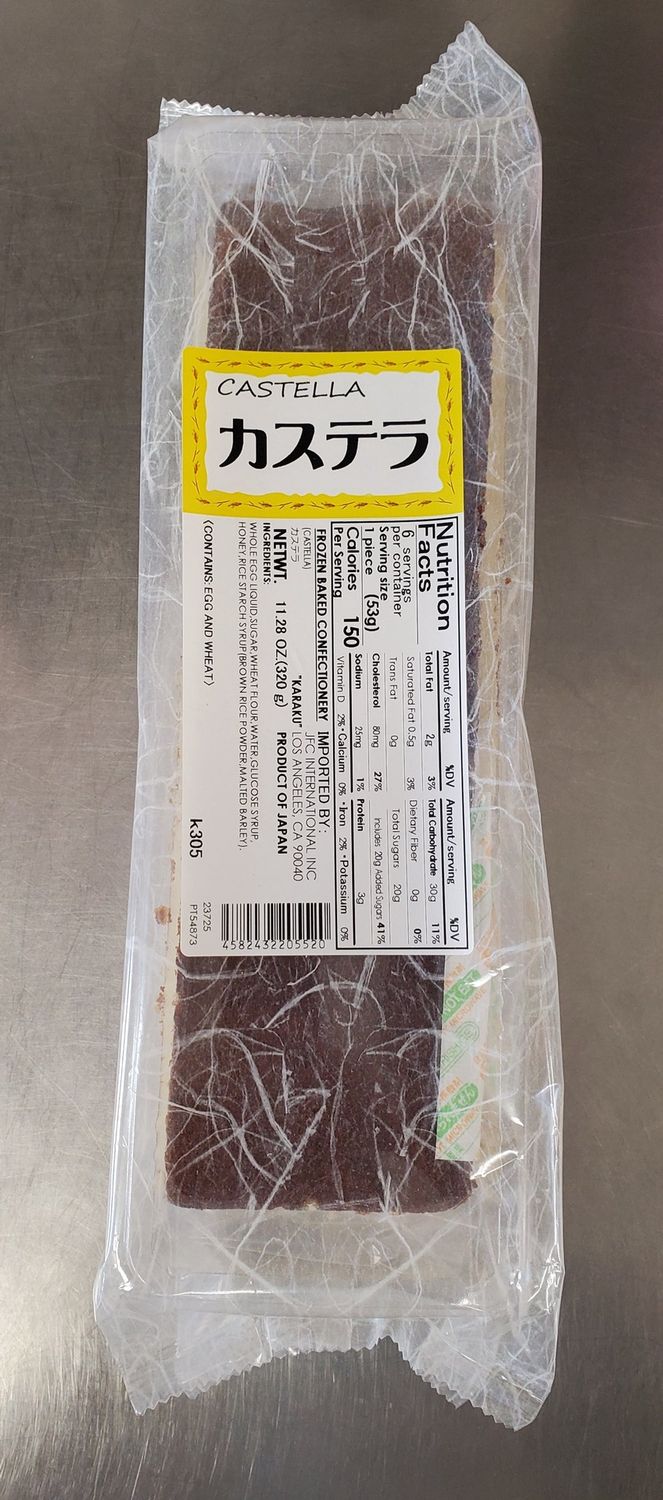 CASTELLA
カステラ
Nutrition
Facts
6 servings
per container
Serving size
1 piece (53g)
Calories 150
Per Serving
Amount/serving %DV
Total Fat 2g 3%
Saturated Fat 0.5g 3%
Trans Fat 0g
Cholesterol 80mg 27%
Sodium 25mg 1%
Amount/serving %DV
Total Carbohydrate 30g 11%
Dietary Fiber 0g 0%
Total Sugars 20g
Includes 20g Added Sugars 41%
Protein 3g
Vitamin D 2% • Calcium 0% • Iron 2% • Potassium 0%
FROZEN BAKED CONFECTIONERY
(CASTELLA)
カステラ
IMPORTED BY :
JFC INTERNATIONAL INC
"KARAKU" LOS ANGELES, CA 90040
NETWT. 11.28 OZ.(320 g) PRODUCT OF JAPAN
INGREDIENTS:
WHOLE EGG LIQUID,SUGAR,WHEAT FLOUR,WATER,GLUCOSE SYRUP,
HONEY,RICE STARCH SYRUP(BROWN RICE POWDER,MALTED BARLEY).
(CONTAINS: EGG AND WHEAT)
k305
4582432205520
23725
PT54873